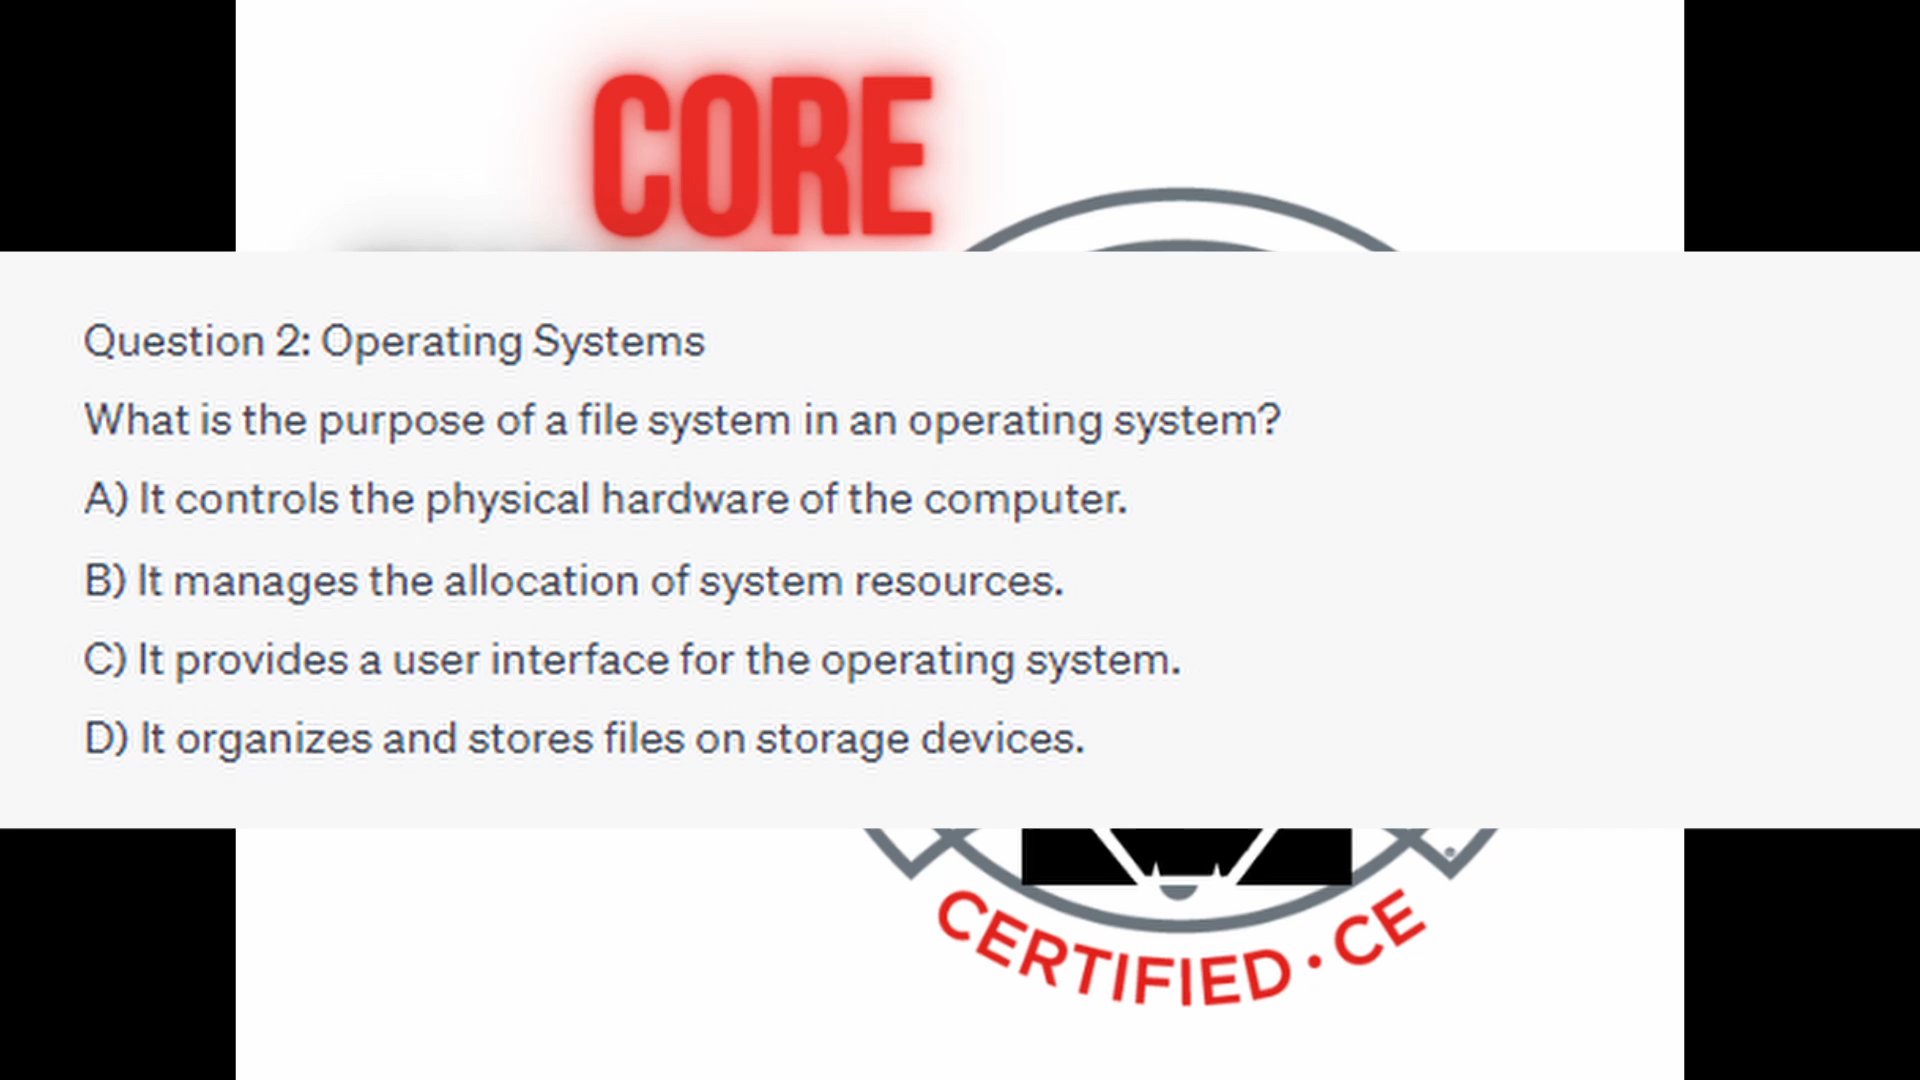 CORE
Question 2: Operating Systems
What is the purpose of a file system in an operating system?
A) It controls the physical hardware of the computer.
B) It manages the allocation of system resources.
C) It provides a user interface for the operating system.
D) It organizes and stores files on storage devices.
CERTIFIED · CE